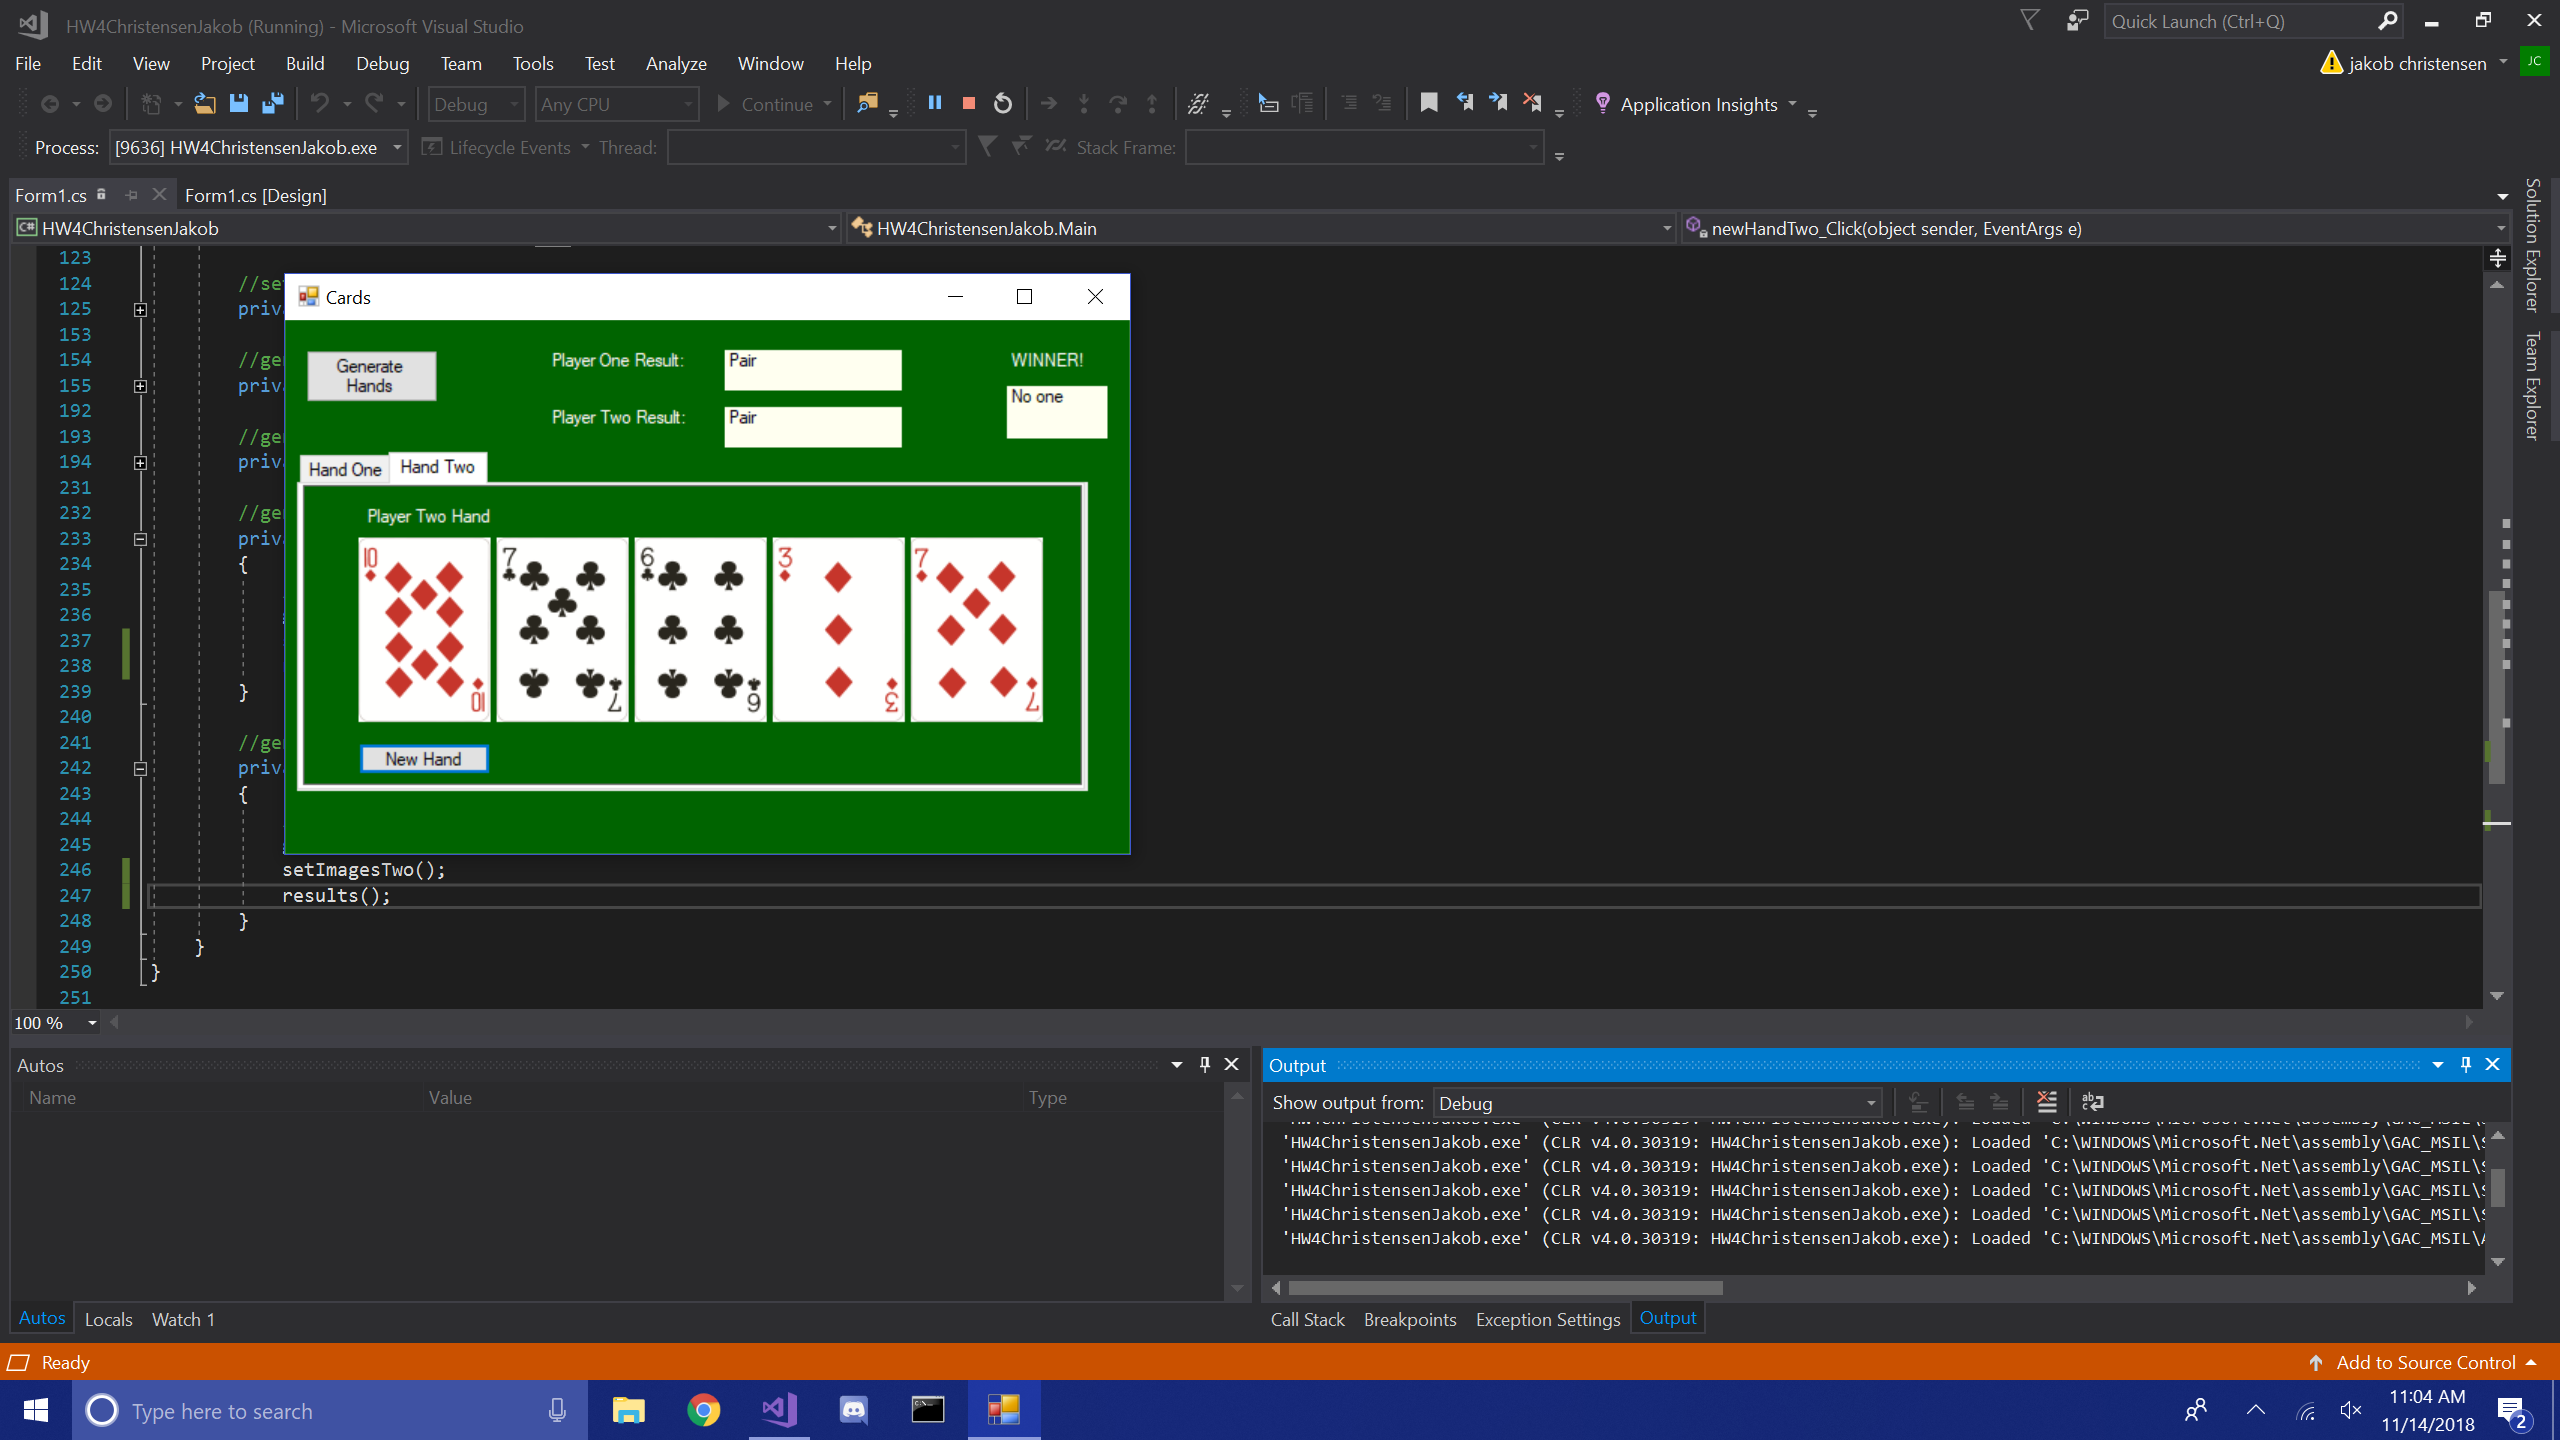 HW4ChristensenJakob (Running) - Microsoft Visual Studio
Quick Launch (Ctrl+Q)
File Edit View Project Build Debug Team Tools Test Analyze Window Help
jakob christensen JC
Debug Any CPU Continue Application Insights
Process: [9636] HW4ChristensenJakob.exe Lifecycle Events Thread: Stack Frame:
Form1.cs Form1.cs [Design]
HW4ChristensenJakob HW4ChristensenJakob.Main newHandTwo_Click(object sender, EventArgs e)
Solution Explorer
Team Explorer
123
124 //se
125 priv
153
154 //ge
155 priv
192
193 //ge
194 priv
231
232 //ge
233 priv
234 {
235
236
237
238
239 }
240
241 //ge
242 priv
243 {
244
245
246 setImagesTwo();
247 results();
248 }
249 }
250 }
251
Cards
Generate
Hands
Player One Result: Pair
Player Two Result: Pair
WINNER!
No one
Hand One Hand Two
Player Two Hand
10 7 6 3 7
10 7 6 3 7
New Hand
100 %
Autos
Name Value Type
Autos Locals Watch 1
Output
Show output from: Debug
'HW4ChristensenJakob.exe' (CLR v4.0.30319: HW4ChristensenJakob.exe): Loaded 'C:\WINDOWS\Microsoft.Net\assembly\GAC_MSIL\S
'HW4ChristensenJakob.exe' (CLR v4.0.30319: HW4ChristensenJakob.exe): Loaded 'C:\WINDOWS\Microsoft.Net\assembly\GAC_MSIL\S
'HW4ChristensenJakob.exe' (CLR v4.0.30319: HW4ChristensenJakob.exe): Loaded 'C:\WINDOWS\Microsoft.Net\assembly\GAC_MSIL\S
'HW4ChristensenJakob.exe' (CLR v4.0.30319: HW4ChristensenJakob.exe): Loaded 'C:\WINDOWS\Microsoft.Net\assembly\GAC_MSIL\S
'HW4ChristensenJakob.exe' (CLR v4.0.30319: HW4ChristensenJakob.exe): Loaded 'C:\WINDOWS\Microsoft.Net\assembly\GAC_MSIL\A
Call Stack Breakpoints Exception Settings Output
Ready
Add to Source Control
Type here to search
11:04 AM
11/14/2018
2